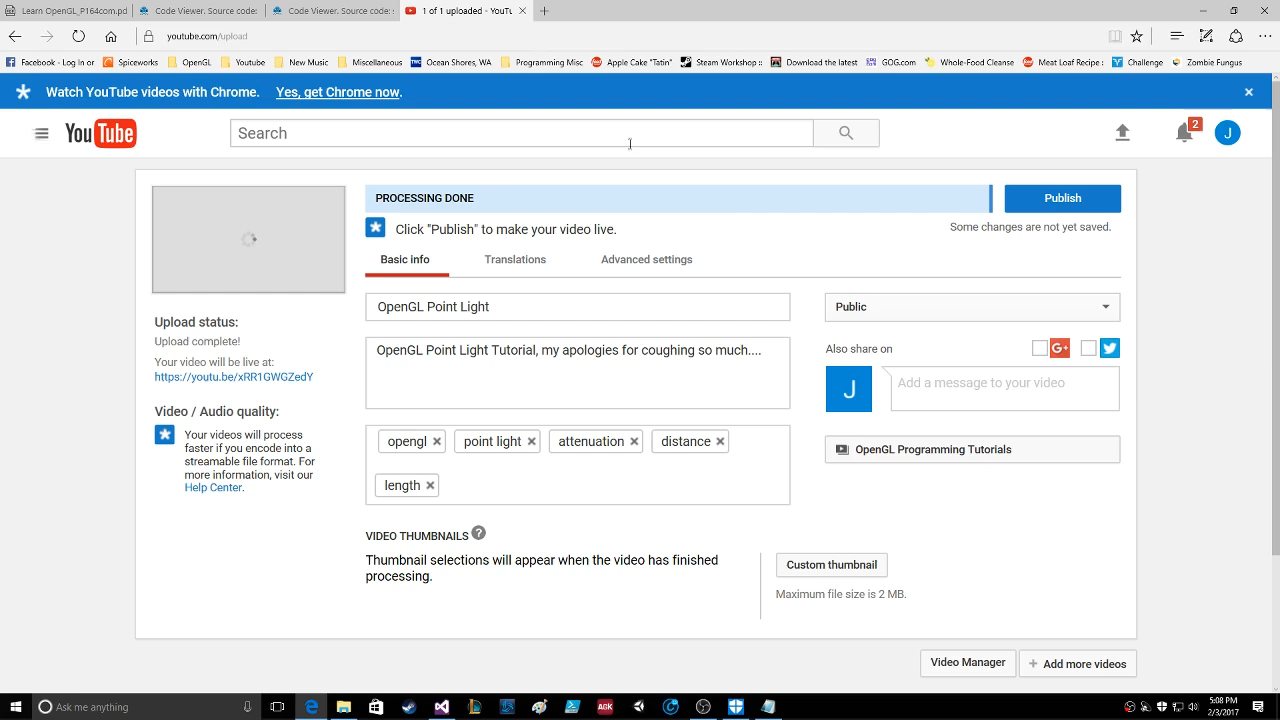 Learn OpenGL_P164com.pd
Code Viewer. Source code:
Code Viewer. Source code:
1 of 1 uploaded - YouTu
youtube.com/upload
Facebook - Log In or
Spiceworks
OpenGL
Youtube
New Music
Miscellaneous
Ocean Shores, WA
Programming Misc
Apple Cake "Tatin"
Steam Workshop ::
Download the latest
GOG.com
Whole-Food Cleanse
Meat Loaf Recipe :
Challenge
Zombie Fungus
Watch YouTube videos with Chrome. Yes, get Chrome now.
YouTube
Search
2
J
PROCESSING DONE
Publish
Click "Publish" to make your video live.
Some changes are not yet saved.
Basic info
Translations
Advanced settings
OpenGL Point Light
Public
Upload status:
Upload complete!
Your video will be live at:
https://youtu.be/xRR1GWGZedY
OpenGL Point Light Tutorial, my apologies for coughing so much....
Also share on
G+
J
Add a message to your video
Video / Audio quality:
Your videos will process
faster if you encode into a
streamable file format. For
more information, visit our
Help Center.
opengl
point light
attenuation
distance
length
OpenGL Programming Tutorials
VIDEO THUMBNAILS ?
Thumbnail selections will appear when the video has finished
processing.
Custom thumbnail
Maximum file size is 2 MB.
Video Manager
+ Add more videos
Ask me anything
AGK
5:08 PM
2/3/2017